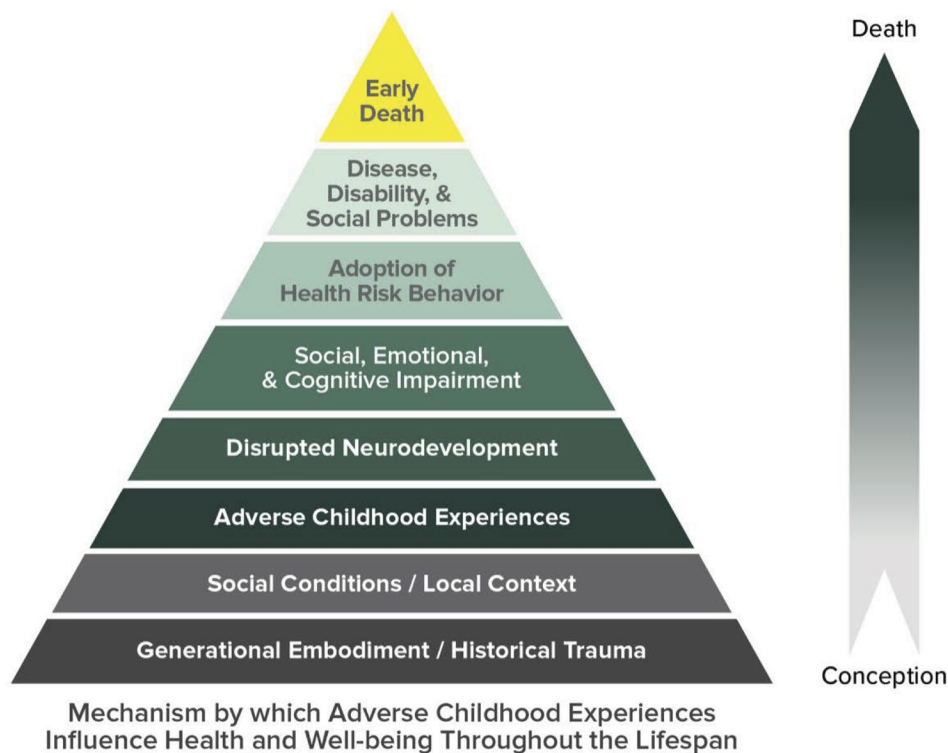 Death
Early
Death
Disease,
Disability, &
Social Problems
Adoption of
Health Risk Behavior
Social, Emotional,
& Cognitive Impairment
Disrupted Neurodevelopment
Adverse Childhood Experiences
Social Conditions / Local Context
Generational Embodiment / Historical Trauma
Conception
Mechanism by which Adverse Childhood Experiences
Influence Health and Well-being Throughout the Lifespan